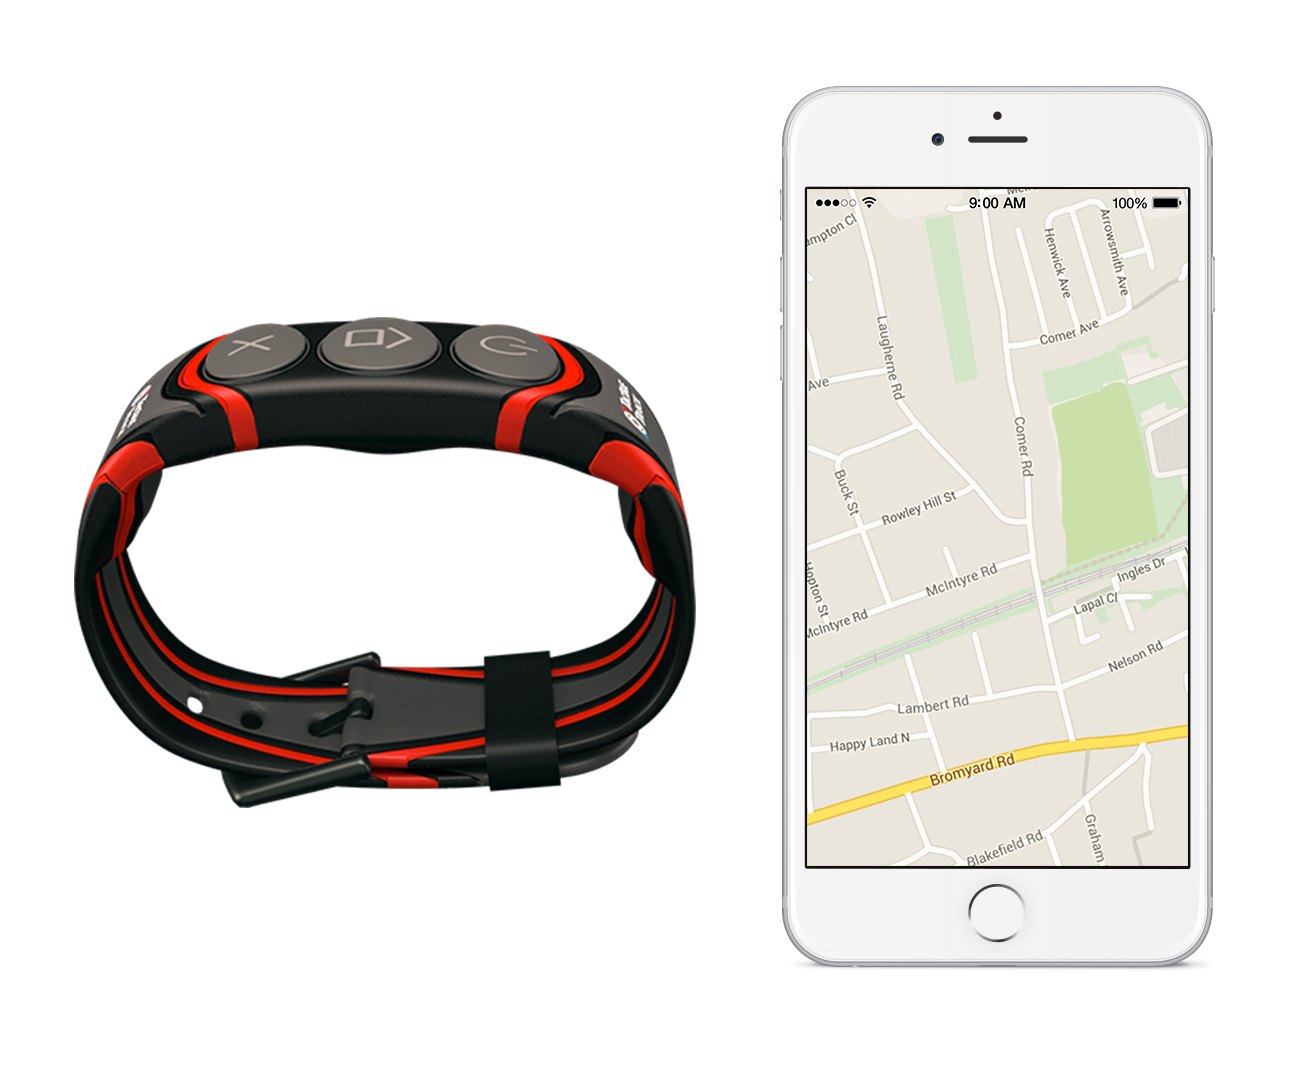 9:00 AM
100%
ampton Cl
Henwick Ave
Arrowsmith Ave
Laugherne Rd
Comer Ave
Ave
Comer Rd
Buck St
Rowley Hill St
Hopton St
McIntyre Rd
Ingles Dr
Lapal Cl
McIntyre Rd
Nelson Rd
Lambert Rd
Happy Land N
Bromyard Rd
Blakefield Rd
Graham